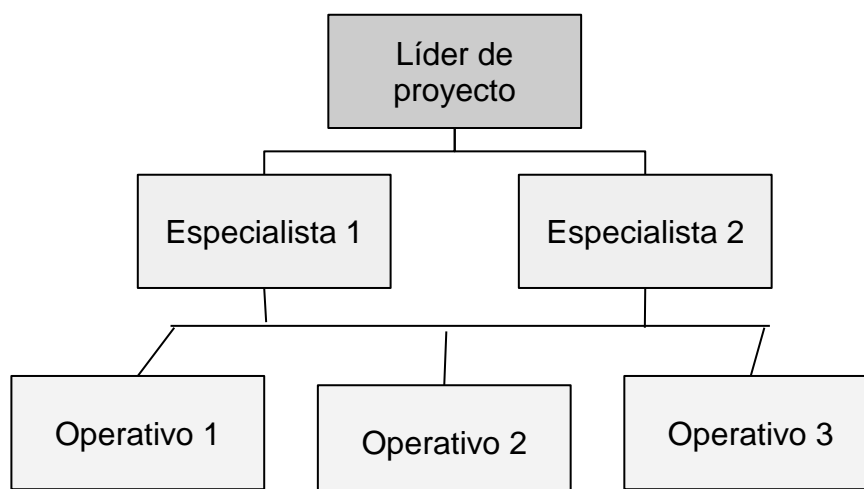 Líder de
proyecto
Especialista 1
Especialista 2
Operativo 1
Operativo 2
Operativo 3